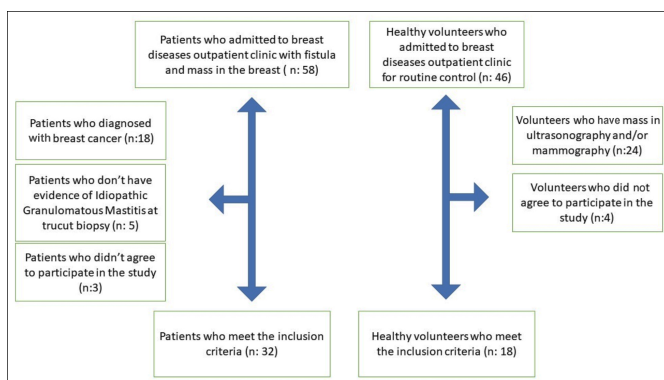 Patients who admitted to breast
diseases outpatient clinic with fistula
and mass in the breast ( n: 58)
Healthy volunteers who
admitted to breast
diseases outpatient clinic
for routine control (n: 46)
Patients who diagnosed
with breast cancer (n:18)
Patients who don't have
evidence of Idiopathic
Granulomatous Mastitis at
trucut biopsy (n: 5)
Patients who didn't agree
to participate in the study
(n:3)
Volunteers who have mass in
ultrasonography and/or
mammography (n:24)
Volunteers who did not
agree to participate in the
study (n:4)
Patients who meet the inclusion
criteria (n: 32)
Healthy volunteers who meet
the inclusion criteria (n: 18)